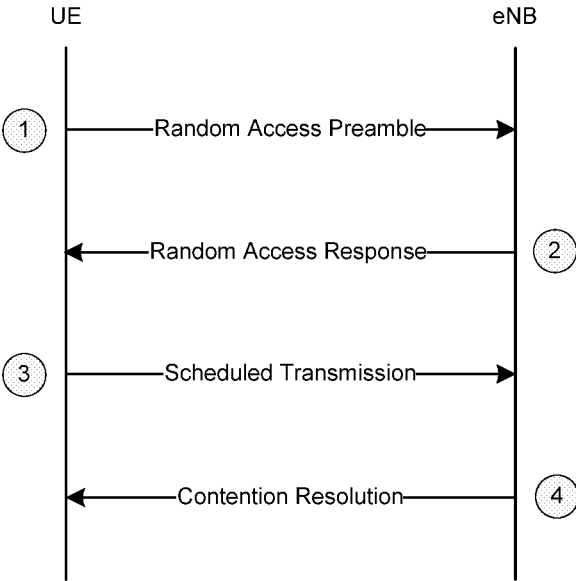 UE
eNB
1
Random Access Preamble
Random Access Response
2
3
Scheduled Transmission
Contention Resolution
4